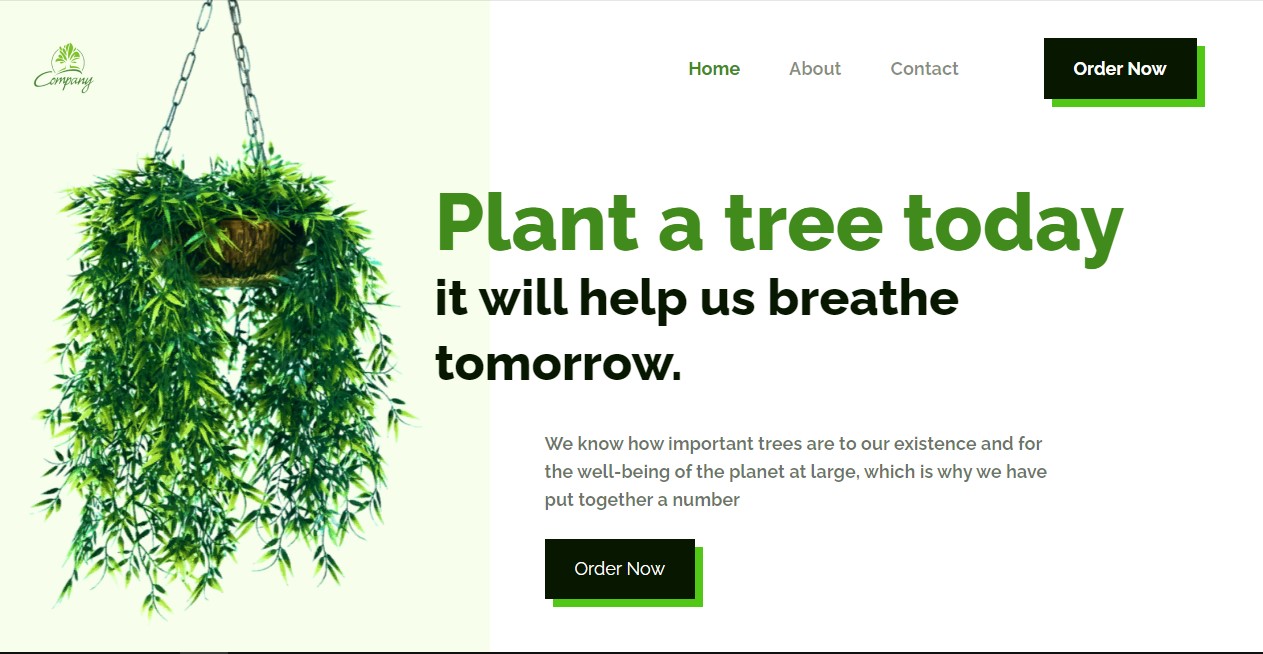 Company
Home About Contact Order Now
Plant a tree today
it will help us breathe
tomorrow.
We know how important trees are to our existence and for
the well-being of the planet at large, which is why we have
put together a number
Order Now